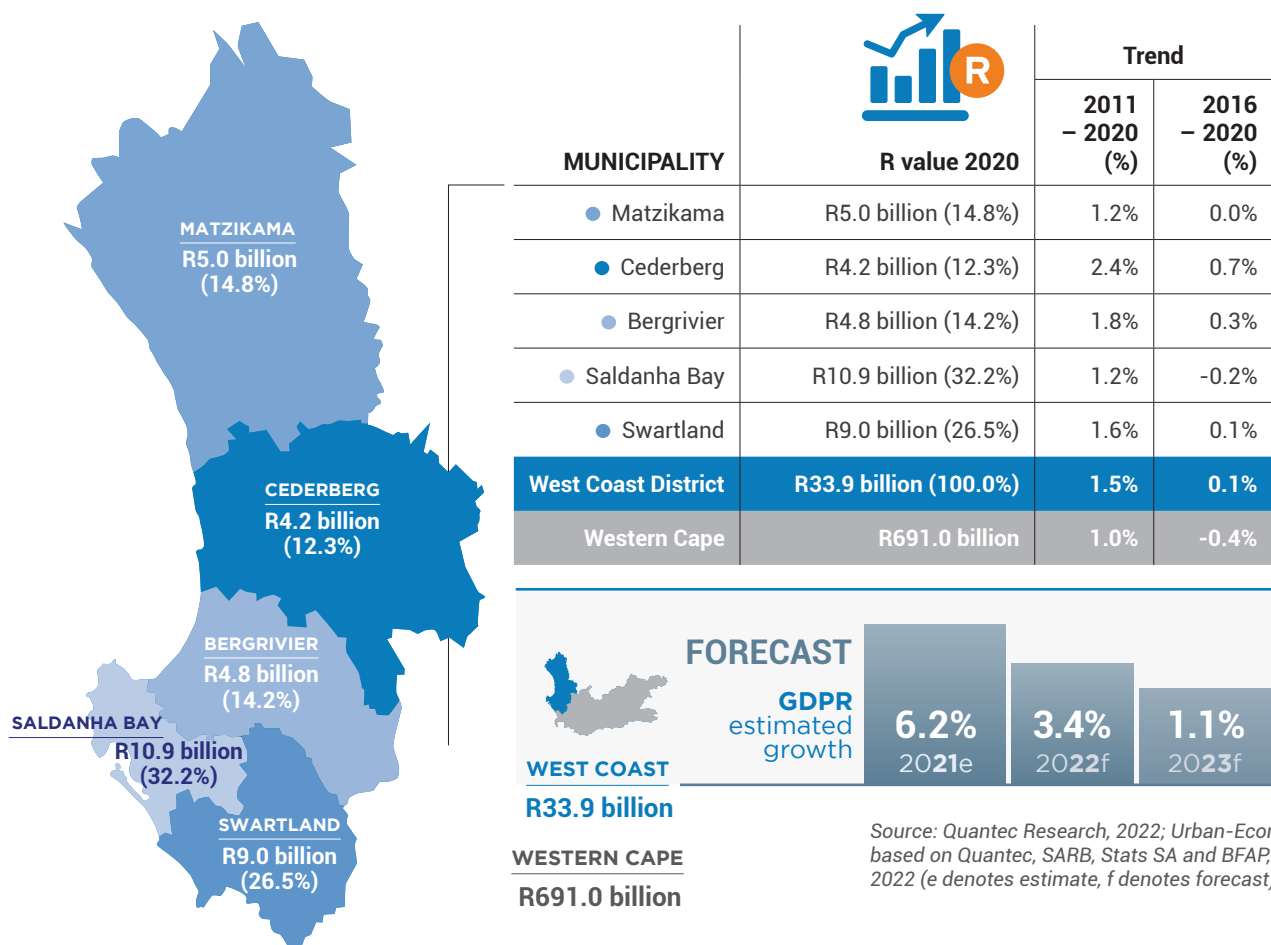 MATZIKAMA
R5.0 billion
(14.8%)
CEDERBERG
R4.2 billion
(12.3%)
BERGRIVIER
R4.8 billion
(14.2%)
SALDANHA BAY
R10.9 billion
(32.2%)
SWARTLAND
R9.0 billion
(26.5%)
R
Trend
MUNICIPALITY
R value 2020
2011
– 2020
(%)
2016
– 2020
(%)
Matzikama R5.0 billion (14.8%) 1.2% 0.0%
Cederberg R4.2 billion (12.3%) 2.4% 0.7%
Bergrivier R4.8 billion (14.2%) 1.8% 0.3%
Saldanha Bay R10.9 billion (32.2%) 1.2% -0.2%
Swartland R9.0 billion (26.5%) 1.6% 0.1%
West Coast District R33.9 billion (100.0%) 1.5% 0.1%
Western Cape R691.0 billion 1.0% -0.4%
FORECAST
GDPR
estimated
growth
6.2%
2021e
3.4%
2022f
1.1%
2023f
WEST COAST
R33.9 billion
WESTERN CAPE
R691.0 billion
Source: Quantec Research, 2022; Urban-Econ
based on Quantec, SARB, Stats SA and BFAP,
2022 (e denotes estimate, f denotes forecast)